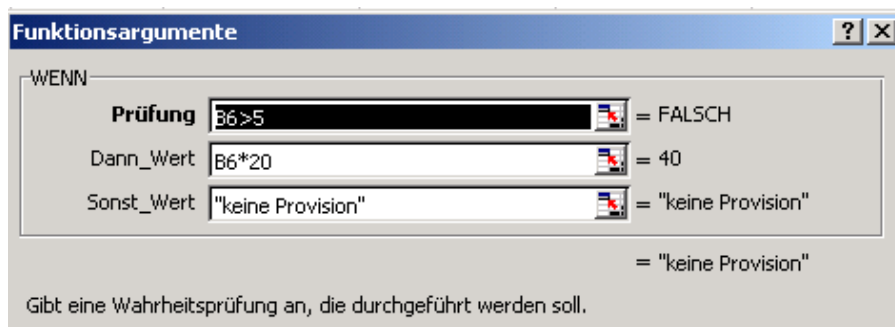 Funktionsargumente ? X
WENN
Prüfung B6>5 = FALSCH
Dann_Wert B6*20 = 40
Sonst_Wert "keine Provision" = "keine Provision"
= "keine Provision"
Gibt eine Wahrheitsprüfung an, die durchgeführt werden soll.